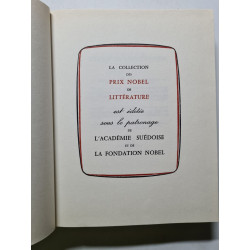 LA COLLECTION
DES
PRIX NOBEL
DE
LITTÉRATURE
est éditée
sous le patronage
de
L'ACADÉMIE SUÉDOISE
ET DE
LA FONDATION NOBEL